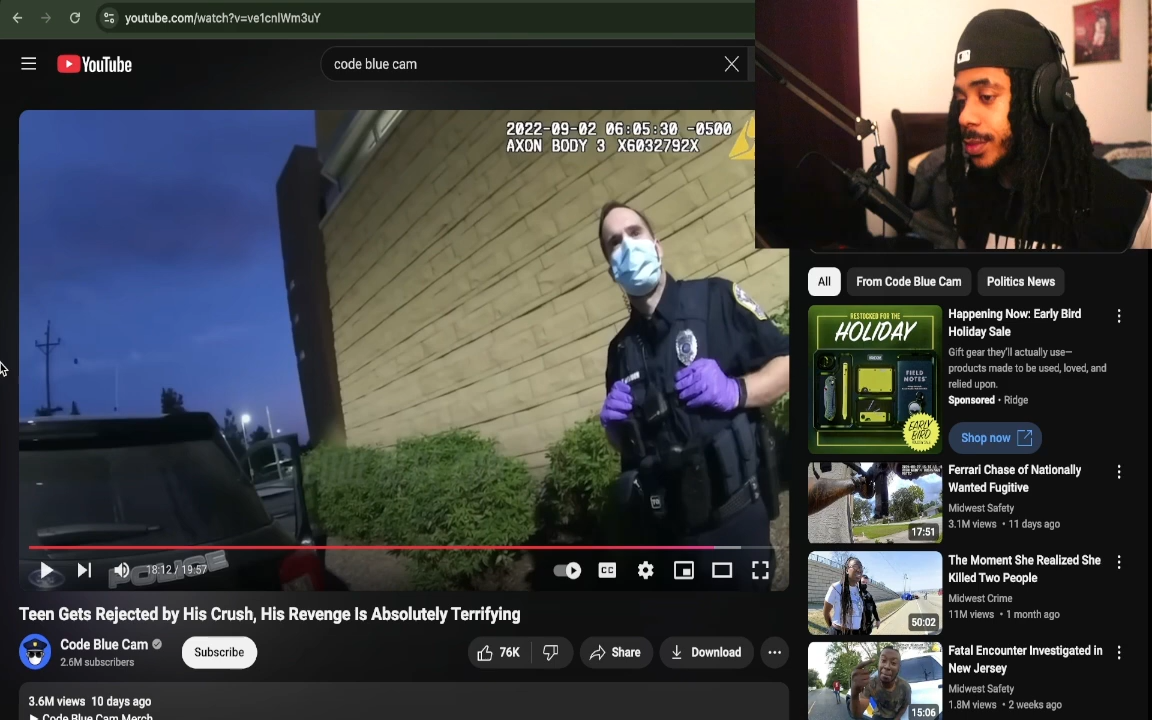 youtube.com/watch?v=ve1cnlWm3uY
YouTube
code blue cam
2022-09-02 06:05:30 -0500
AXON BODY 3 X6032792X
POLICE
18:12 / 19:57
CC
Teen Gets Rejected by His Crush, His Revenge Is Absolutely Terrifying
Code Blue Cam
2.6M subscribers
Subscribe
76K
Share
Download
3.6M views 10 days ago
▶ Code Blue Cam Merch
All
From Code Blue Cam
Politics News
RESTOCKED FOR THE
HOLIDAY
FIELD
NOTES
EARLY
BIRD
Happening Now: Early Bird
Holiday Sale
Gift gear they'll actually use—
products made to be used, loved, and
relied upon.
Sponsored • Ridge
Shop now
17:51
Ferrari Chase of Nationally
Wanted Fugitive
Midwest Safety
3.1M views • 11 days ago
50:02
The Moment She Realized She
Killed Two People
Midwest Crime
11M views • 1 month ago
15:06
Fatal Encounter Investigated in
New Jersey
Midwest Safety
1.8M views • 2 weeks ago